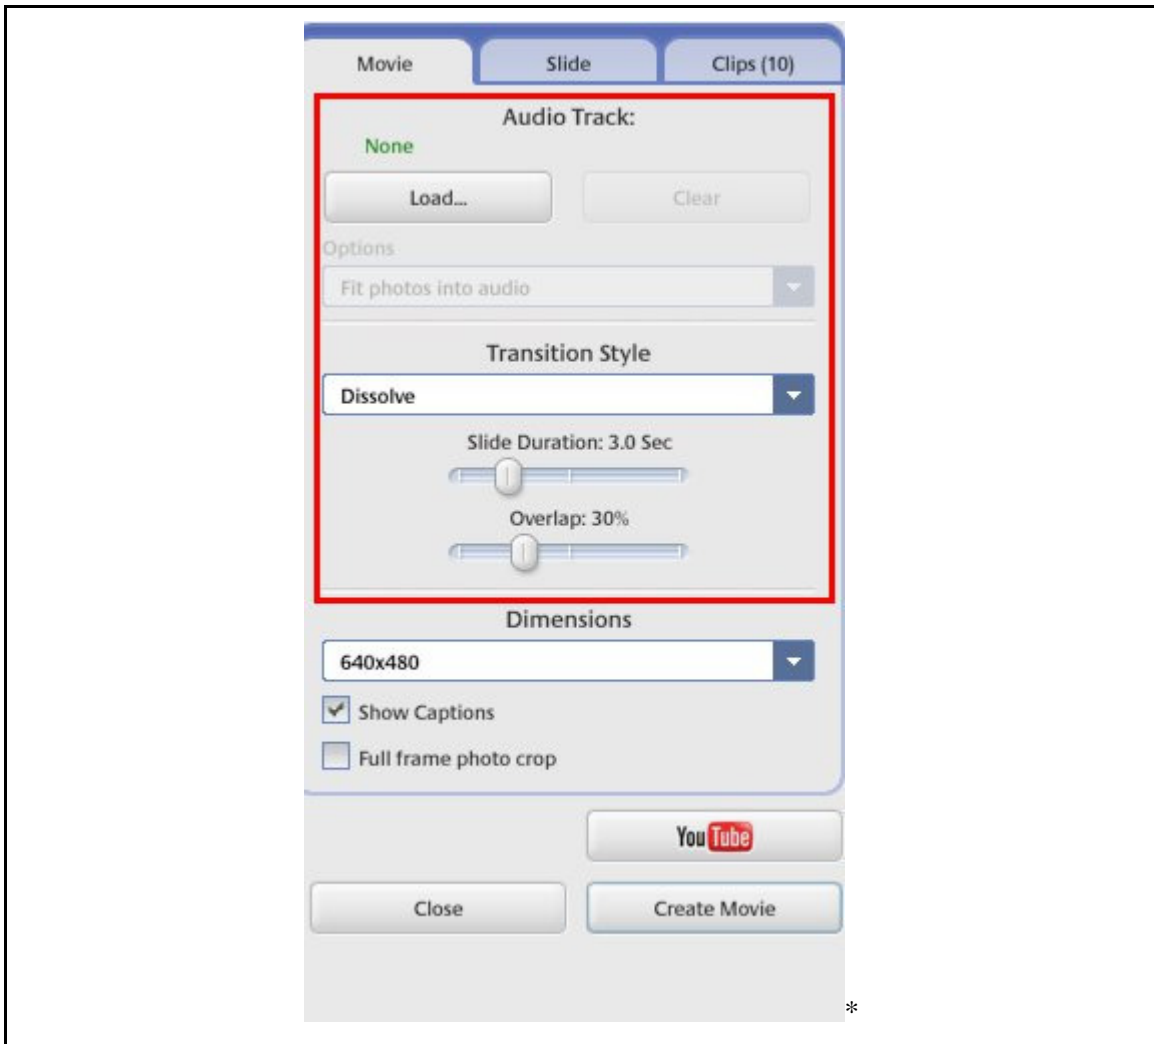 Movie Slide Clips (10)
Audio Track:
None
Load... Clear
Options
Fit photos into audio
Transition Style
Dissolve
Slide Duration: 3.0 Sec
Overlap: 30%
Dimensions
640x480
Show Captions
Full frame photo crop
YouTube
Close Create Movie
*